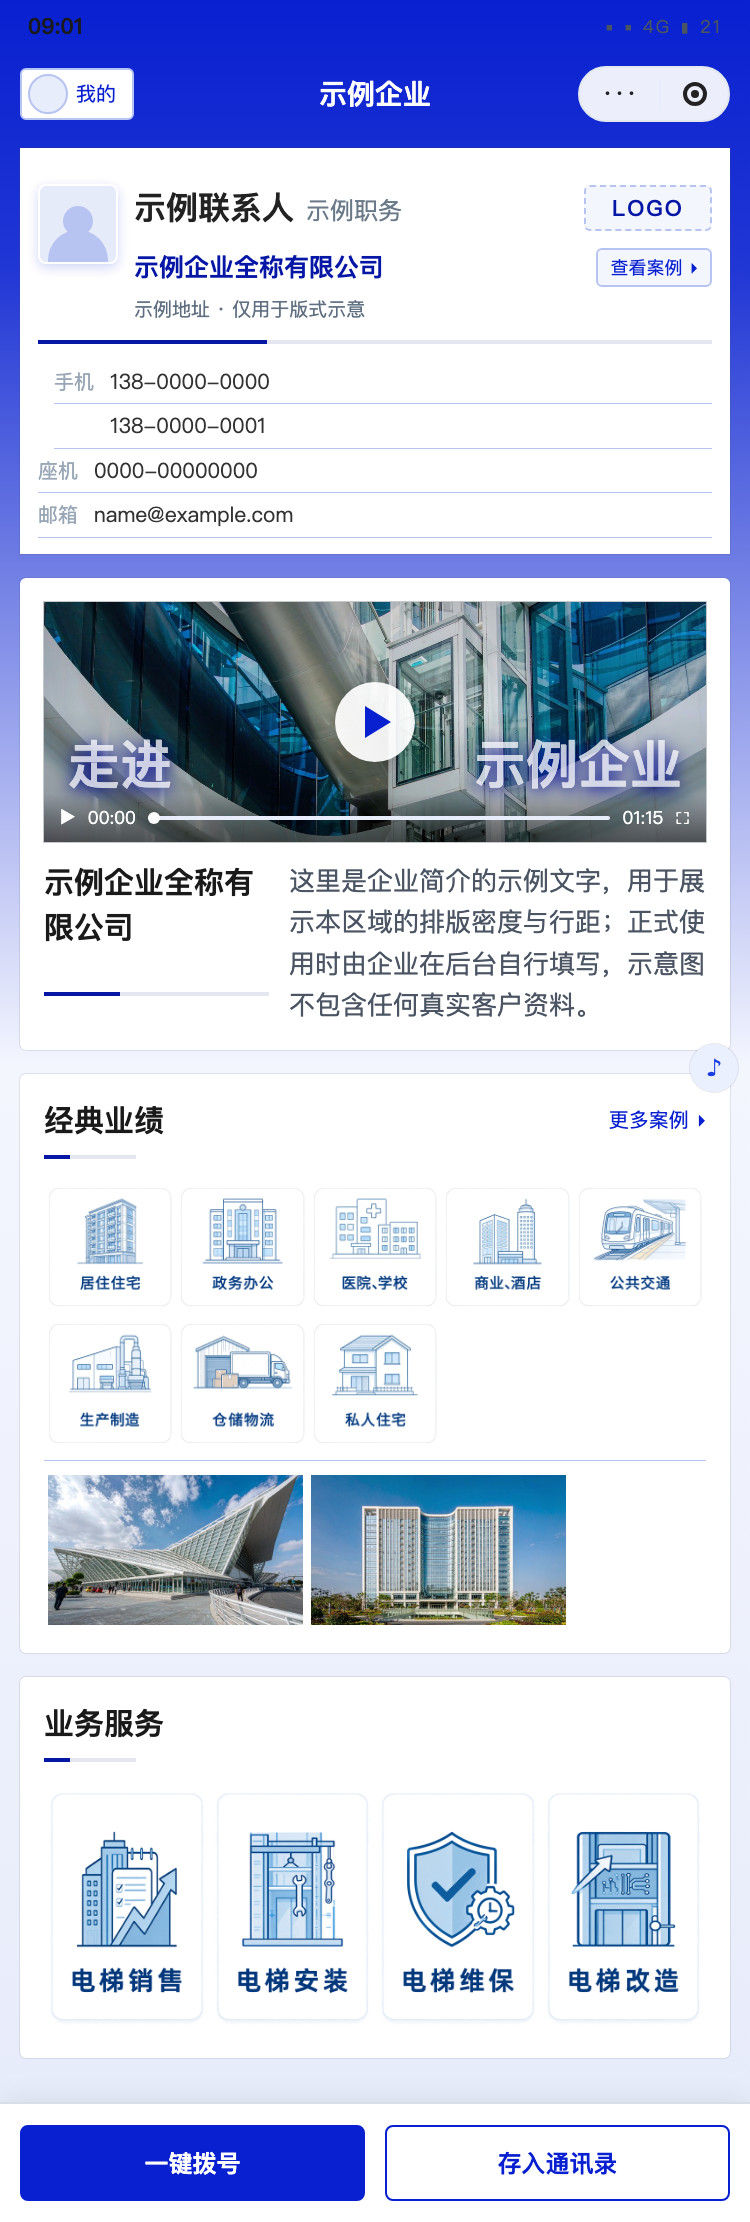 09:01
4G 21
我的
示例企业
示例联系人 示例职务
LOGO
示例企业全称有限公司
查看案例
示例地址 · 仅用于版式示意
手机 138-0000-0000
138-0000-0001
座机 0000-00000000
邮箱 name@example.com
走进 示例企业
00:00 01:15
示例企业全称有
限公司
这里是企业简介的示例文字，用于展
示本区域的排版密度与行距；正式使
用时由企业在后台自行填写，示意图
不包含任何真实客户资料。
经典业绩
更多案例
居住住宅 政务办公 医院、学校 商业、酒店 公共交通
生产制造 仓储物流 私人住宅
业务服务
电梯销售 电梯安装 电梯维保 电梯改造
一键拨号 存入通讯录